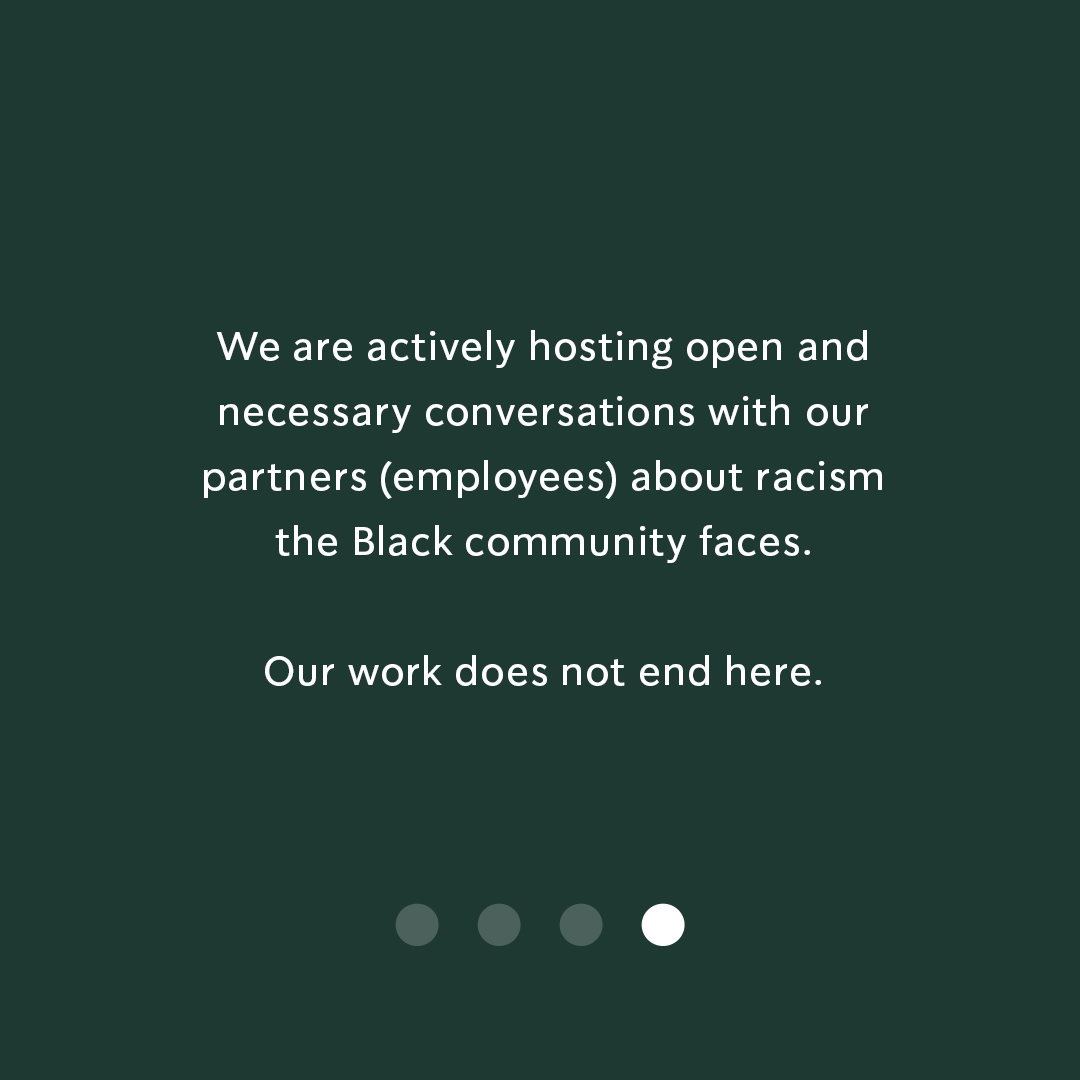 We are actively hosting open and
necessary conversations with our
partners (employees) about racism
the Black community faces.
Our work does not end here.